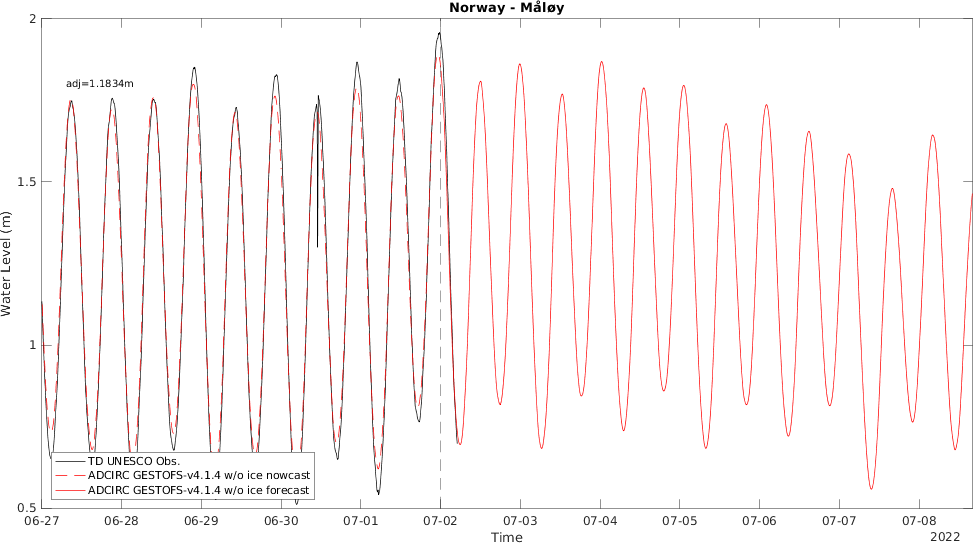 Norway - Måløy
2
adj=1.1834m
1.5
Water Level (m)
1
TD UNESCO Obs.
ADCIRC GESTOFS-v4.1.4 w/o ice nowcast
ADCIRC GESTOFS-v4.1.4 w/o ice forecast
0.5
06-27 06-28 06-29 06-30 07-01 07-02 07-03 07-04 07-05 07-06 07-07 07-08
Time
2022